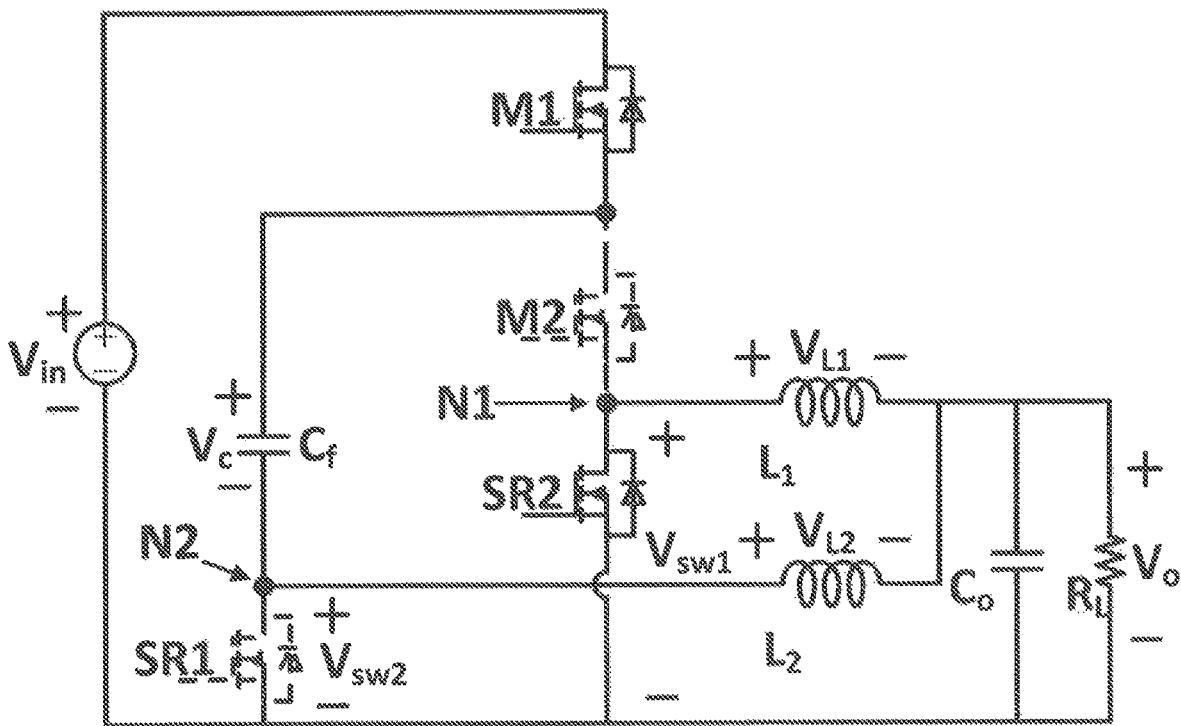 M1
+
V_in
−
M2
N1
+ V_L1 −
L_1
+
V_c C_f
−
SR2
+
V_sw1
−
N2
+ V_L2 −
L_2
SR1
+
V_sw2
−
C_o
R_L
+
V_o
−